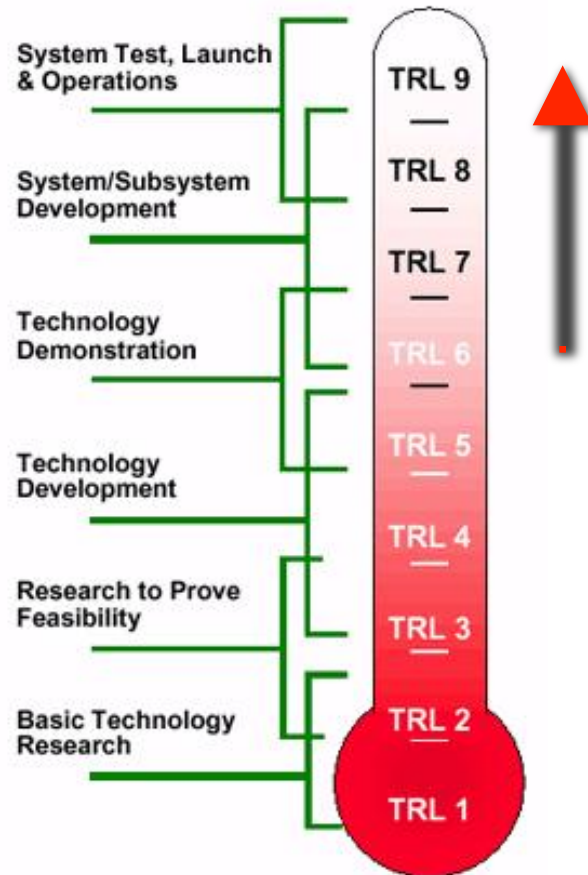 System Test, Launch
& Operations
System/Subsystem
Development
Technology
Demonstration
Technology
Development
Research to Prove
Feasibility
Basic Technology
Research
TRL 9
TRL 8
TRL 7
TRL 6
TRL 5
TRL 4
TRL 3
TRL 2
TRL 1